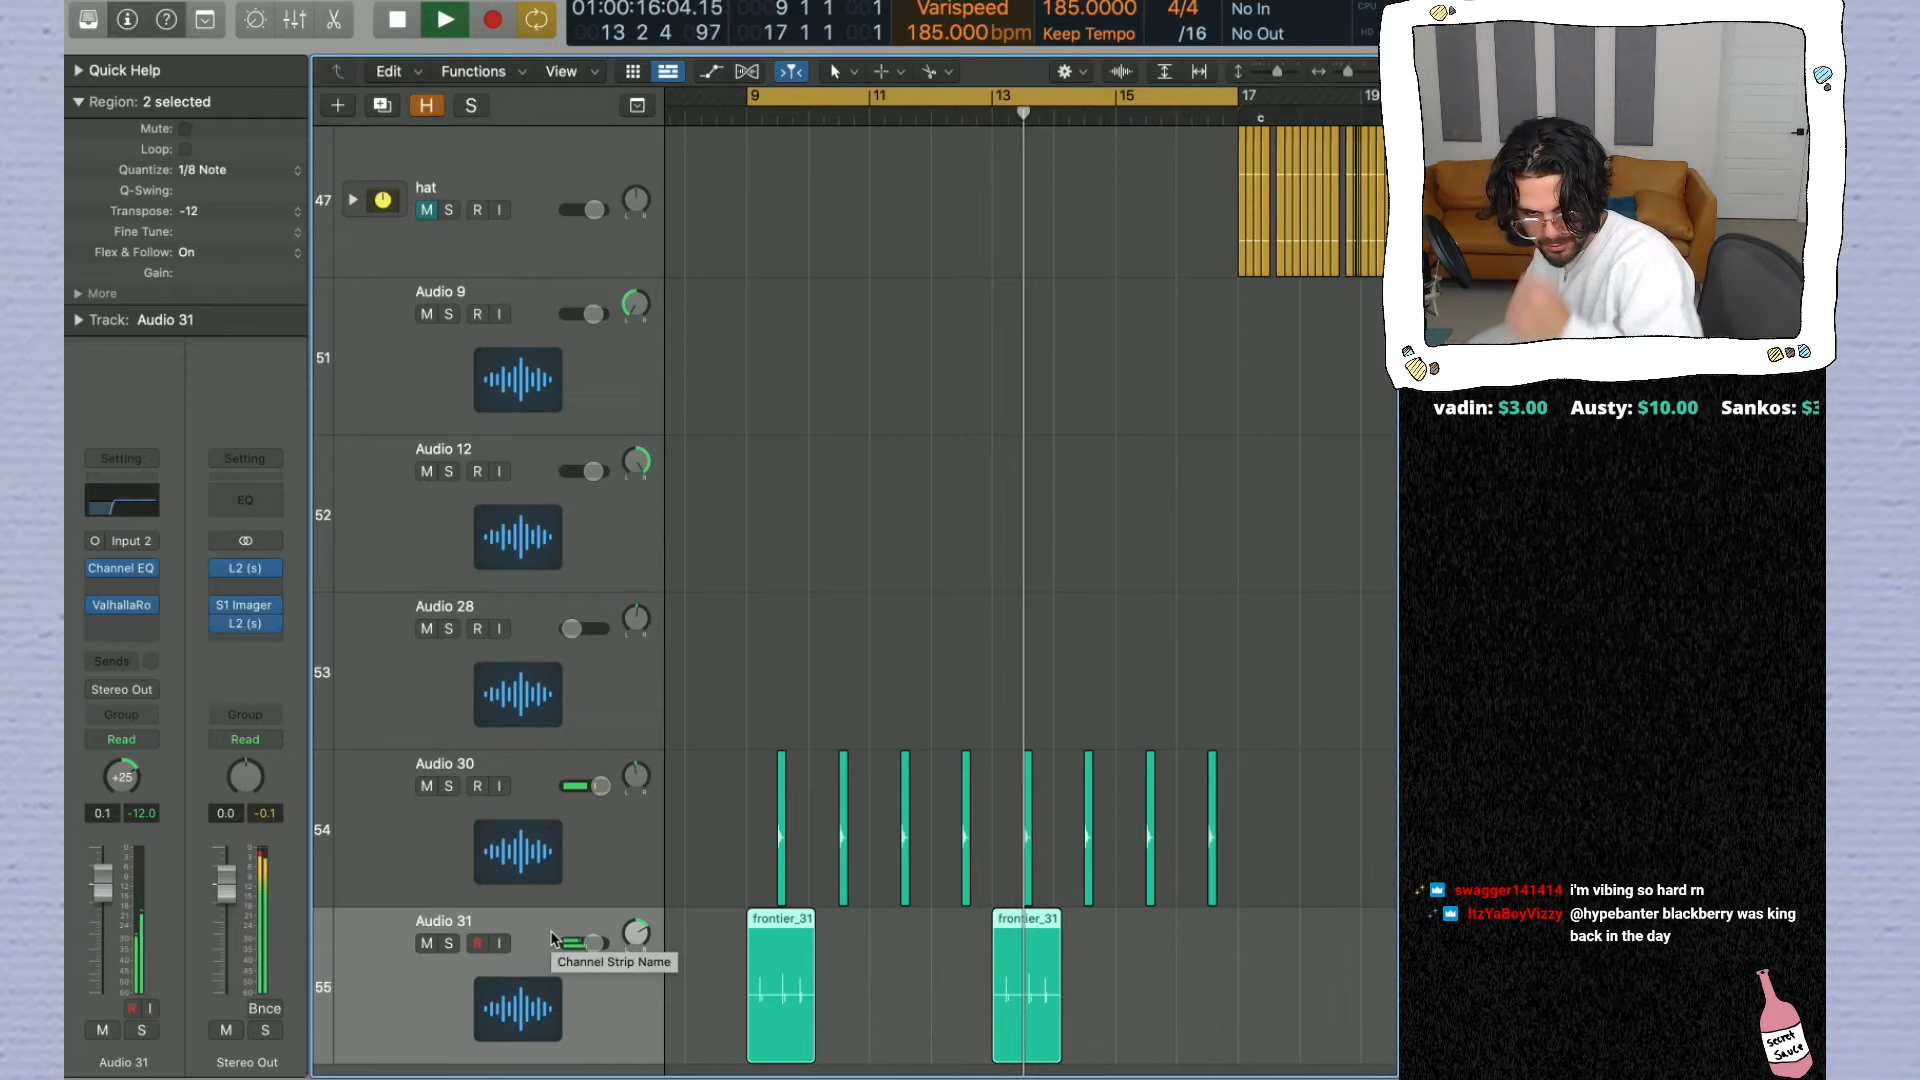 01:00:16:04.15
13 2 4 97
9 1 1 1
17 1 1 1
Varispeed
185.000 bpm
185.0000
Keep Tempo
4/4
/16
No In
No Out
CPU
HD
Quick Help
Region: 2 selected
Mute:
Loop:
Quantize: 1/8 Note
Q-Swing:
Transpose: -12
Fine Tune:
Flex & Follow: On
Gain:
More
Track: Audio 31
Edit
Functions
View
H
S
9
11
13
15
17
19
c
47
hat
M S R I
L R
51
Audio 9
M S R I
L R
52
Audio 12
M S R I
L R
53
Audio 28
M S R I
L R
54
Audio 30
M S R I
L R
55
Audio 31
M S R I
Channel Strip Name
frontier_31
frontier_31
Setting
Setting
EQ
Input 2
Channel EQ
L2 (s)
ValhallaRo
S1 Imager
L2 (s)
Sends
Stereo Out
Group
Group
Read
Read
+25
0.1 -12.0
0.0 -0.1
R I
Bnce
M S
M S
Audio 31
Stereo Out
vadin: $3.00 Austy: $10.00 Sankos: $3
swagger141414 i'm vibing so hard rn
ItzYaBoyVizzy @hypebanter blackberry was king
back in the day
Secret
Sauce